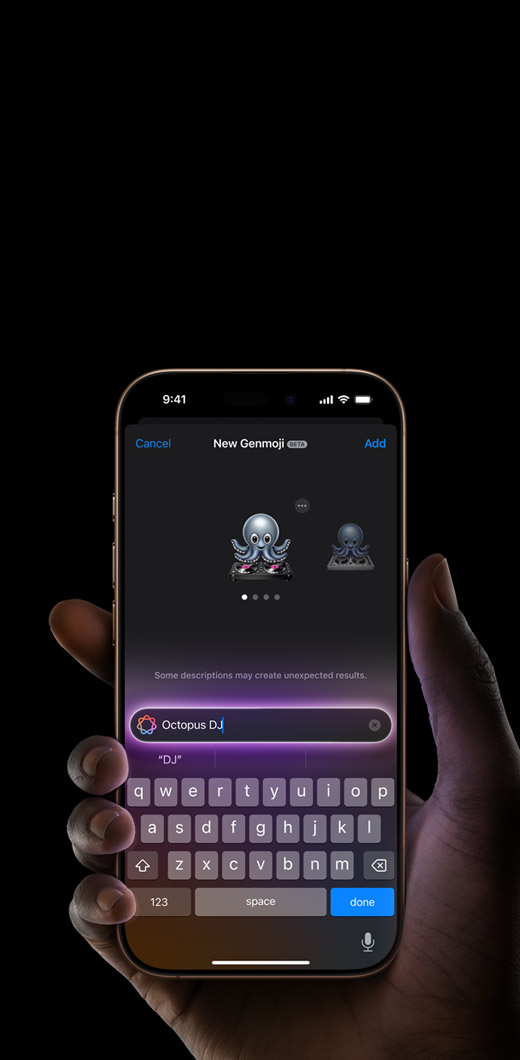 9:41
Cancel New Genmoji BETA Add
Some descriptions may create unexpected results.
Octopus DJ
“DJ”
q w e r t y u i o p
a s d f g h j k l
z x c v b n m
123 space done